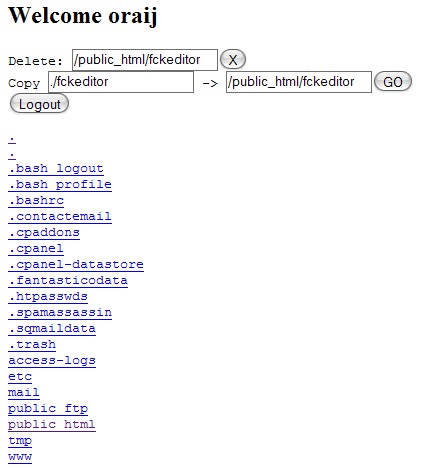 Welcome oraij
Delete: /public_html/fckeditor X
Copy ./fckeditor -> /public_html/fckeditor GO
Logout
.
.
.bash_logout
.bash_profile
.bashrc
.contactemail
.cpaddons
.cpanel
.cpanel-datastore
.fantasticodata
.htpasswds
.spamassassin
.sqmaildata
.trash
access-logs
etc
mail
public_ftp
public_html
tmp
www